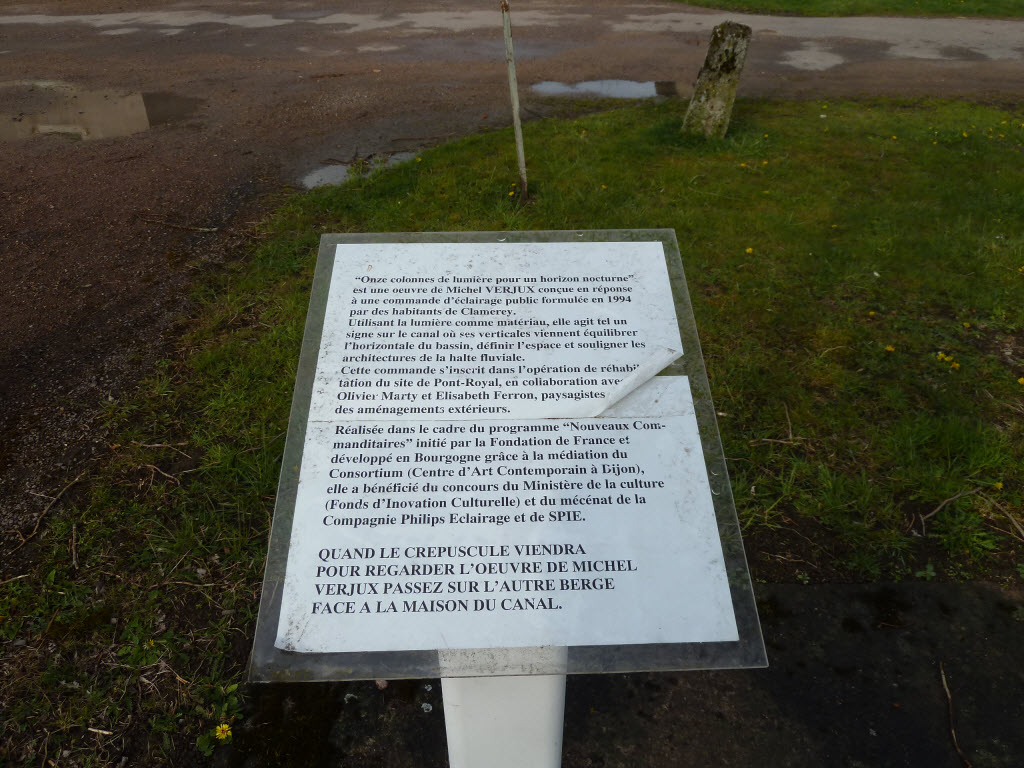 “Onze colonnes de lumière pour un horizon nocturne”
est une oeuvre de Michel VERJUX conçue en réponse
à une commande d’éclairage public formulée en 1994
par des habitants de Clamerey.
Utilisant la lumière comme matériau, elle agit tel un
signe sur le canal où ses verticales viennent équilibrer
l’horizontale du bassin, définir l’espace et souligner les
architectures de la halte fluviale.
Cette commande s’inscrit dans l’opération de réhabi
tation du site de Pont-Royal, en collaboration avec
Olivier Marty et Elisabeth Ferron, paysagistes
des aménagements extérieurs.
Réalisée dans le cadre du programme “Nouveaux Com-
manditaires” initié par la Fondation de France et
développé en Bourgogne grâce à la médiation du
Consortium (Centre d’Art Contemporain à Dijon),
elle a bénéficié du concours du Ministère de la culture
(Fonds d’Inovation Culturelle) et du mécénat de la
Compagnie Philips Eclairage et de SPIE.
QUAND LE CREPUSCULE VIENDRA
POUR REGARDER L’OEUVRE DE MICHEL
VERJUX PASSEZ SUR L’AUTRE BERGE
FACE A LA MAISON DU CANAL.